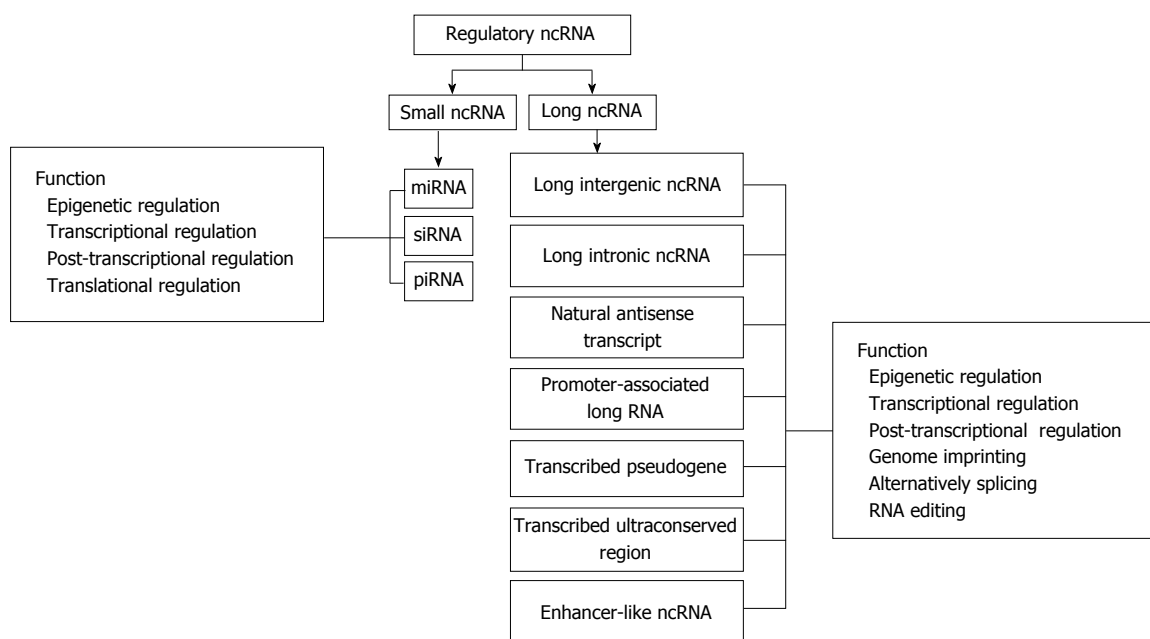 Regulatory ncRNA
Small ncRNA
Long ncRNA
Function
Epigenetic regulation
Transcriptional regulation
Post-transcriptional regulation
Translational regulation
miRNA
siRNA
piRNA
Long intergenic ncRNA
Long intronic ncRNA
Natural antisense
transcript
Promoter-associated
long RNA
Transcribed pseudogene
Transcribed ultraconserved
region
Enhancer-like ncRNA
Function
Epigenetic regulation
Transcriptional regulation
Post-transcriptional regulation
Genome imprinting
Alternatively splicing
RNA editing